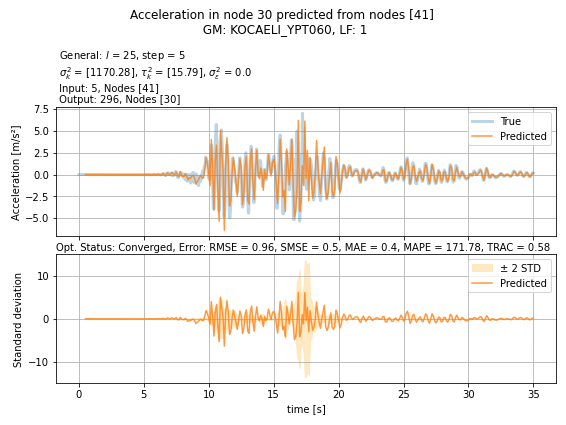 Acceleration in node 30 predicted from nodes [41]
GM: KOCAELI_YPT060, LF: 1
General: l = 25, step = 5
σ²ₖ = [1170.28], τ²ₖ = [15.79], σ²ε = 0.0
Input: 5, Nodes [41]
Output: 296, Nodes [30]
7.5
5.0
2.5
0.0
−2.5
−5.0
Acceleration [m/s²]
True
Predicted
Opt. Status: Converged, Error: RMSE = 0.96, SMSE = 0.5, MAE = 0.4, MAPE = 171.78, TRAC = 0.58
10
0
−10
Standard deviation
± 2 STD
Predicted
0 5 10 15 20 25 30 35
time [s]